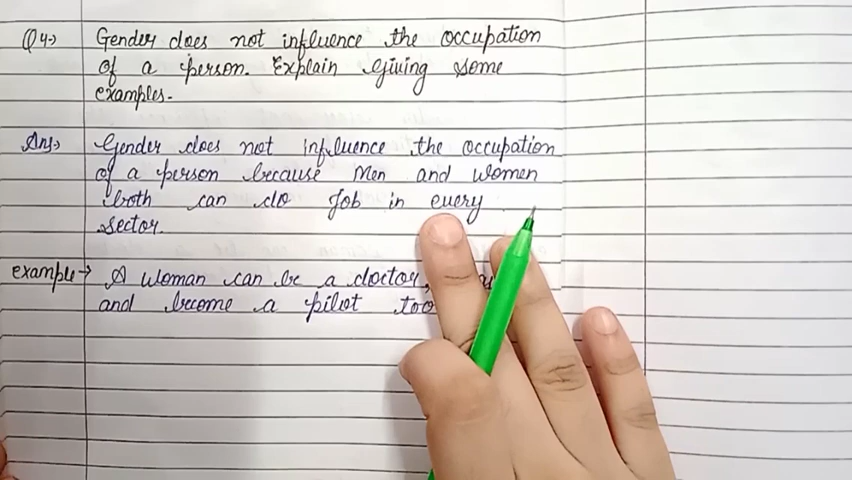 Q4→ Gender does not influence the occupation
of a person. Explain giving some
examples.
Ans→ Gender does not influence the occupation
of a person because Men and Women
both can do Job in every
sector.
example→ A Woman can be a doctor,
and become a pilot too